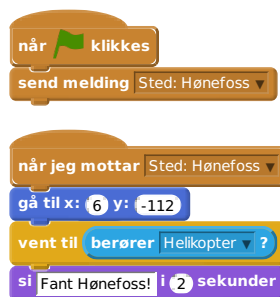 når klikkes
send melding Sted: Hønefoss
når jeg mottar Sted: Hønefoss
gå til x: 6 y: -112
vent til berører Helikopter ?
si Fant Hønefoss! i 2 sekunder